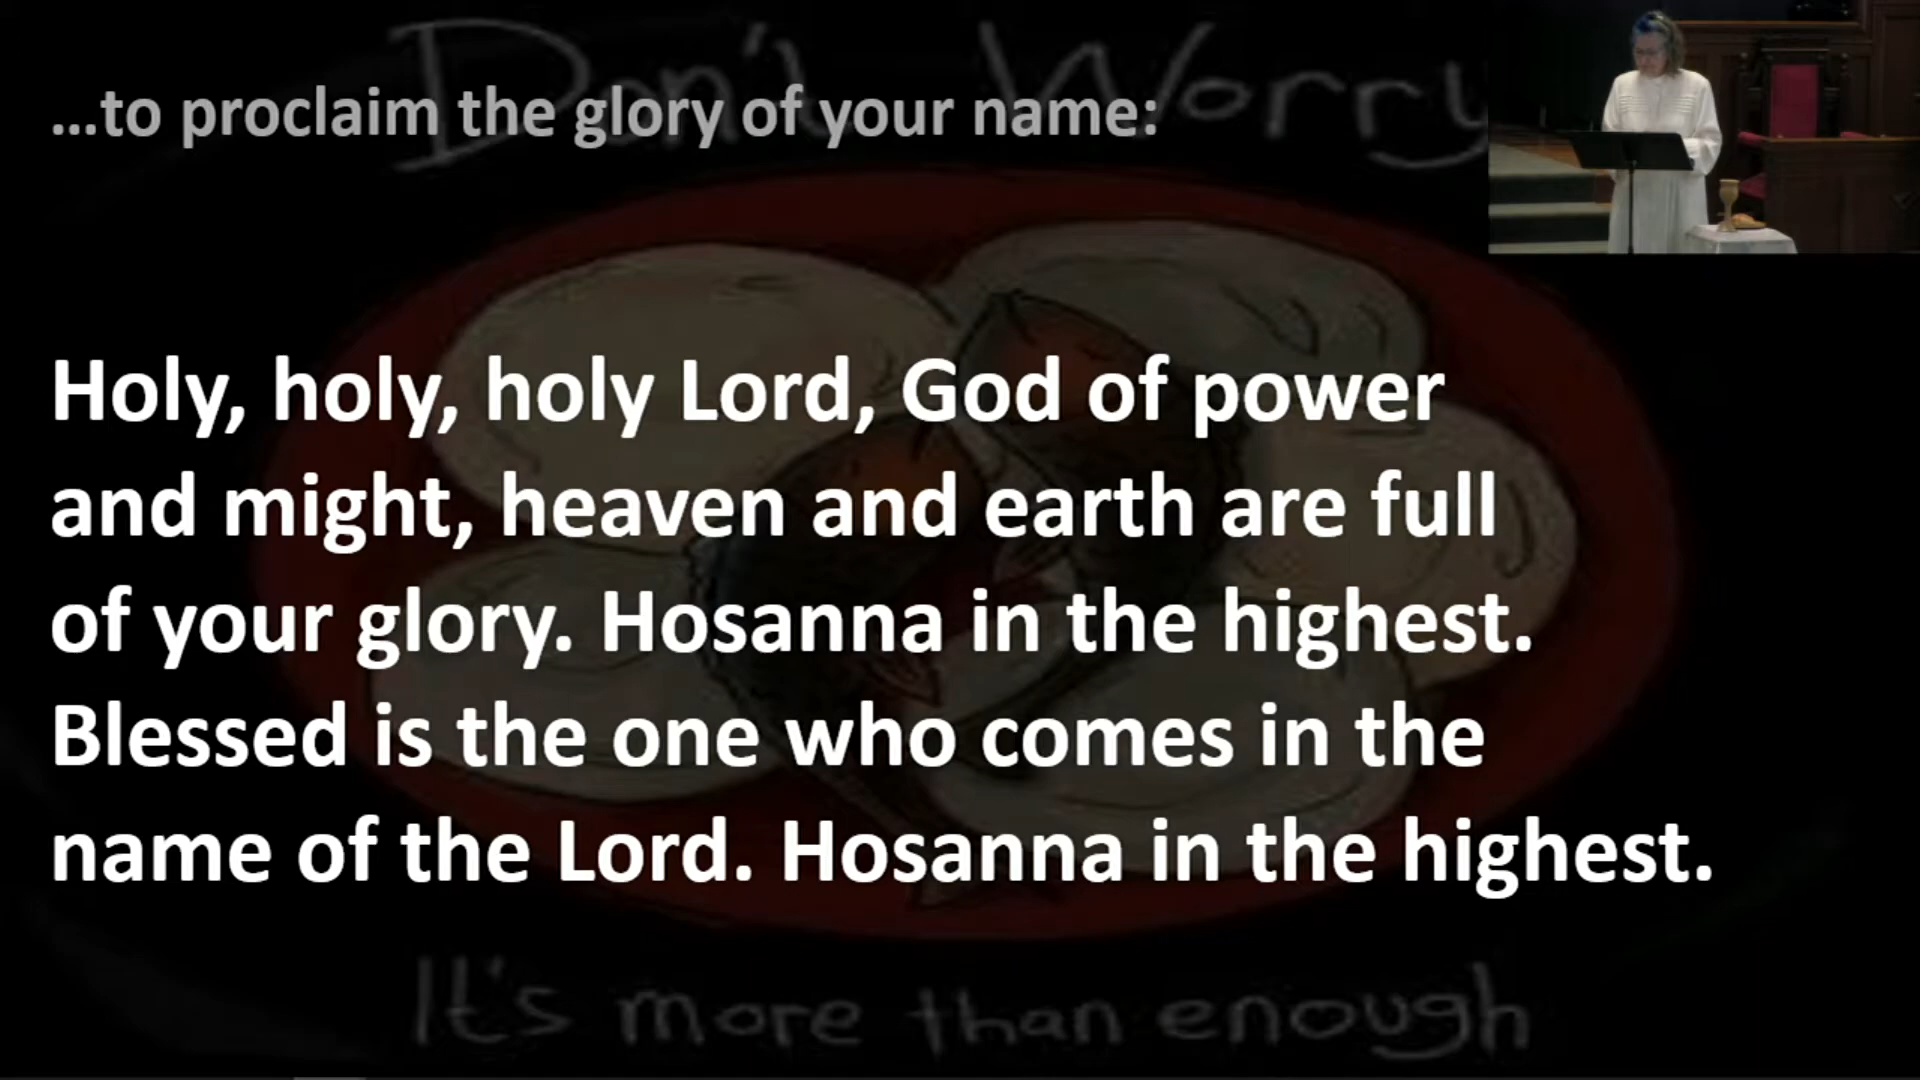 Don't Worry
...to proclaim the glory of your name:
Holy, holy, holy Lord, God of power
and might, heaven and earth are full
of your glory. Hosanna in the highest.
Blessed is the one who comes in the
name of the Lord. Hosanna in the highest.
It's more than enough